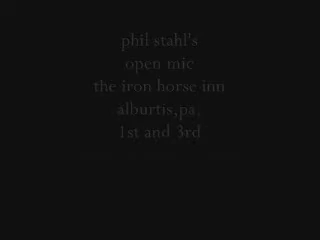 phil stahl's
open mic
the iron horse inn
alburtis,pa.
1st and 3rd